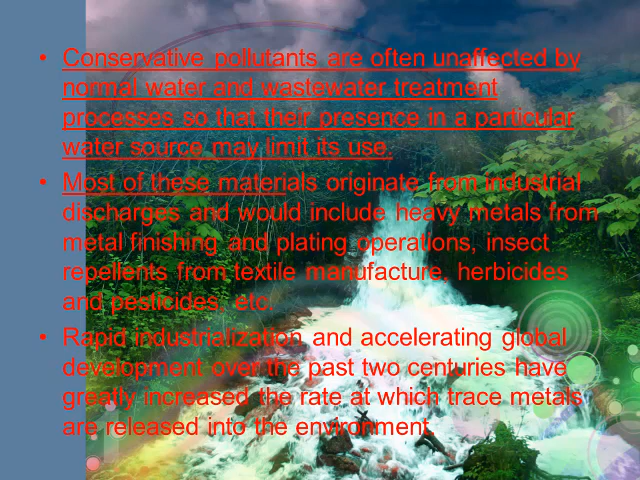 • Conservative pollutants are often unaffected by
normal water and wastewater treatment
processes so that their presence in a particular
water source may limit its use.
• Most of these materials originate from industrial
discharges and would include heavy metals from
metal finishing and plating operations, insect
repellents from textile manufacture, herbicides
and pesticides, etc.
• Rapid industrialization and accelerating global
development over the past two centuries have
greatly increased the rate at which trace metals
are released into the environment